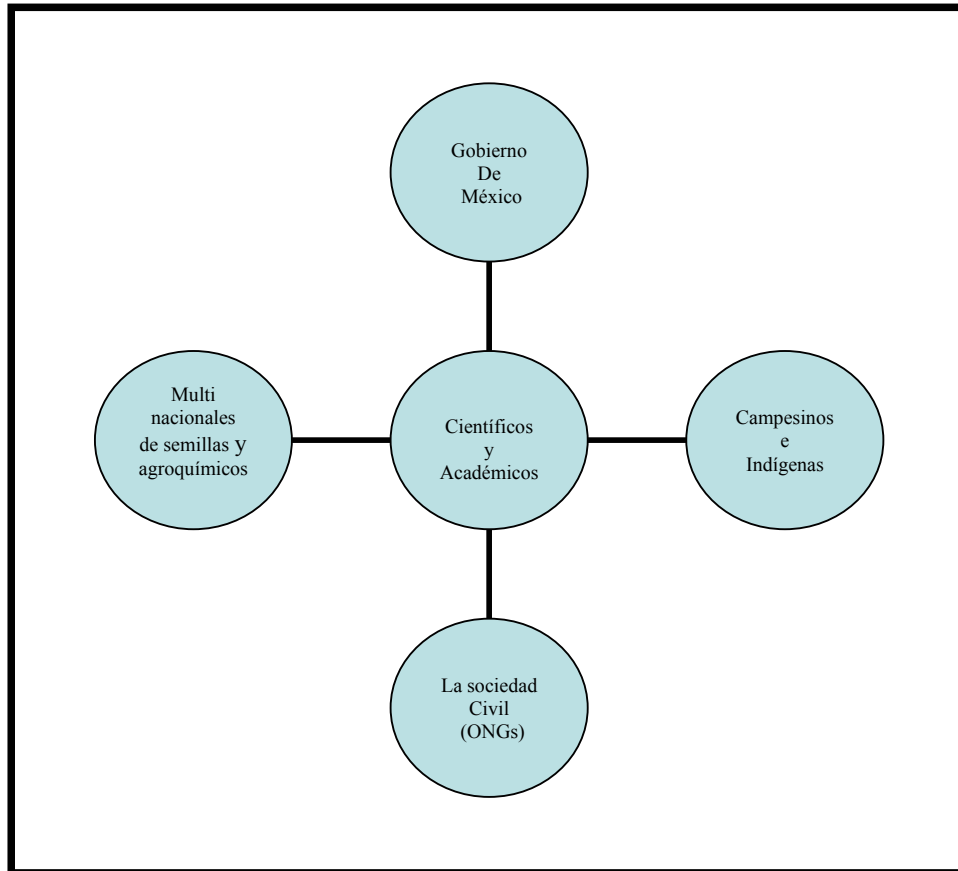 Gobierno
De
México
Multi
nacionales
de semillas y
agroquímicos
Científicos
y
Académicos
Campesinos
e
Indígenas
La sociedad
Civil
(ONGs)